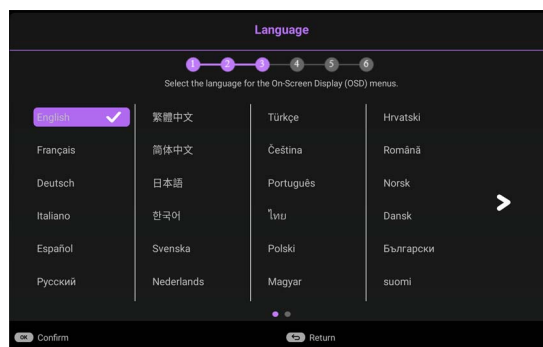 Language
1 2 3 4 5 6
Select the language for the On-Screen Display (OSD) menus.
English 繁體中文 Türkçe Hrvatski
Français 简体中文 Čeština Română
Deutsch 日本語 Português Norsk
Italiano 한국어 ไทย Dansk
Español Svenska Polski Български
Русский Nederlands Magyar suomi
OK Confirm Return